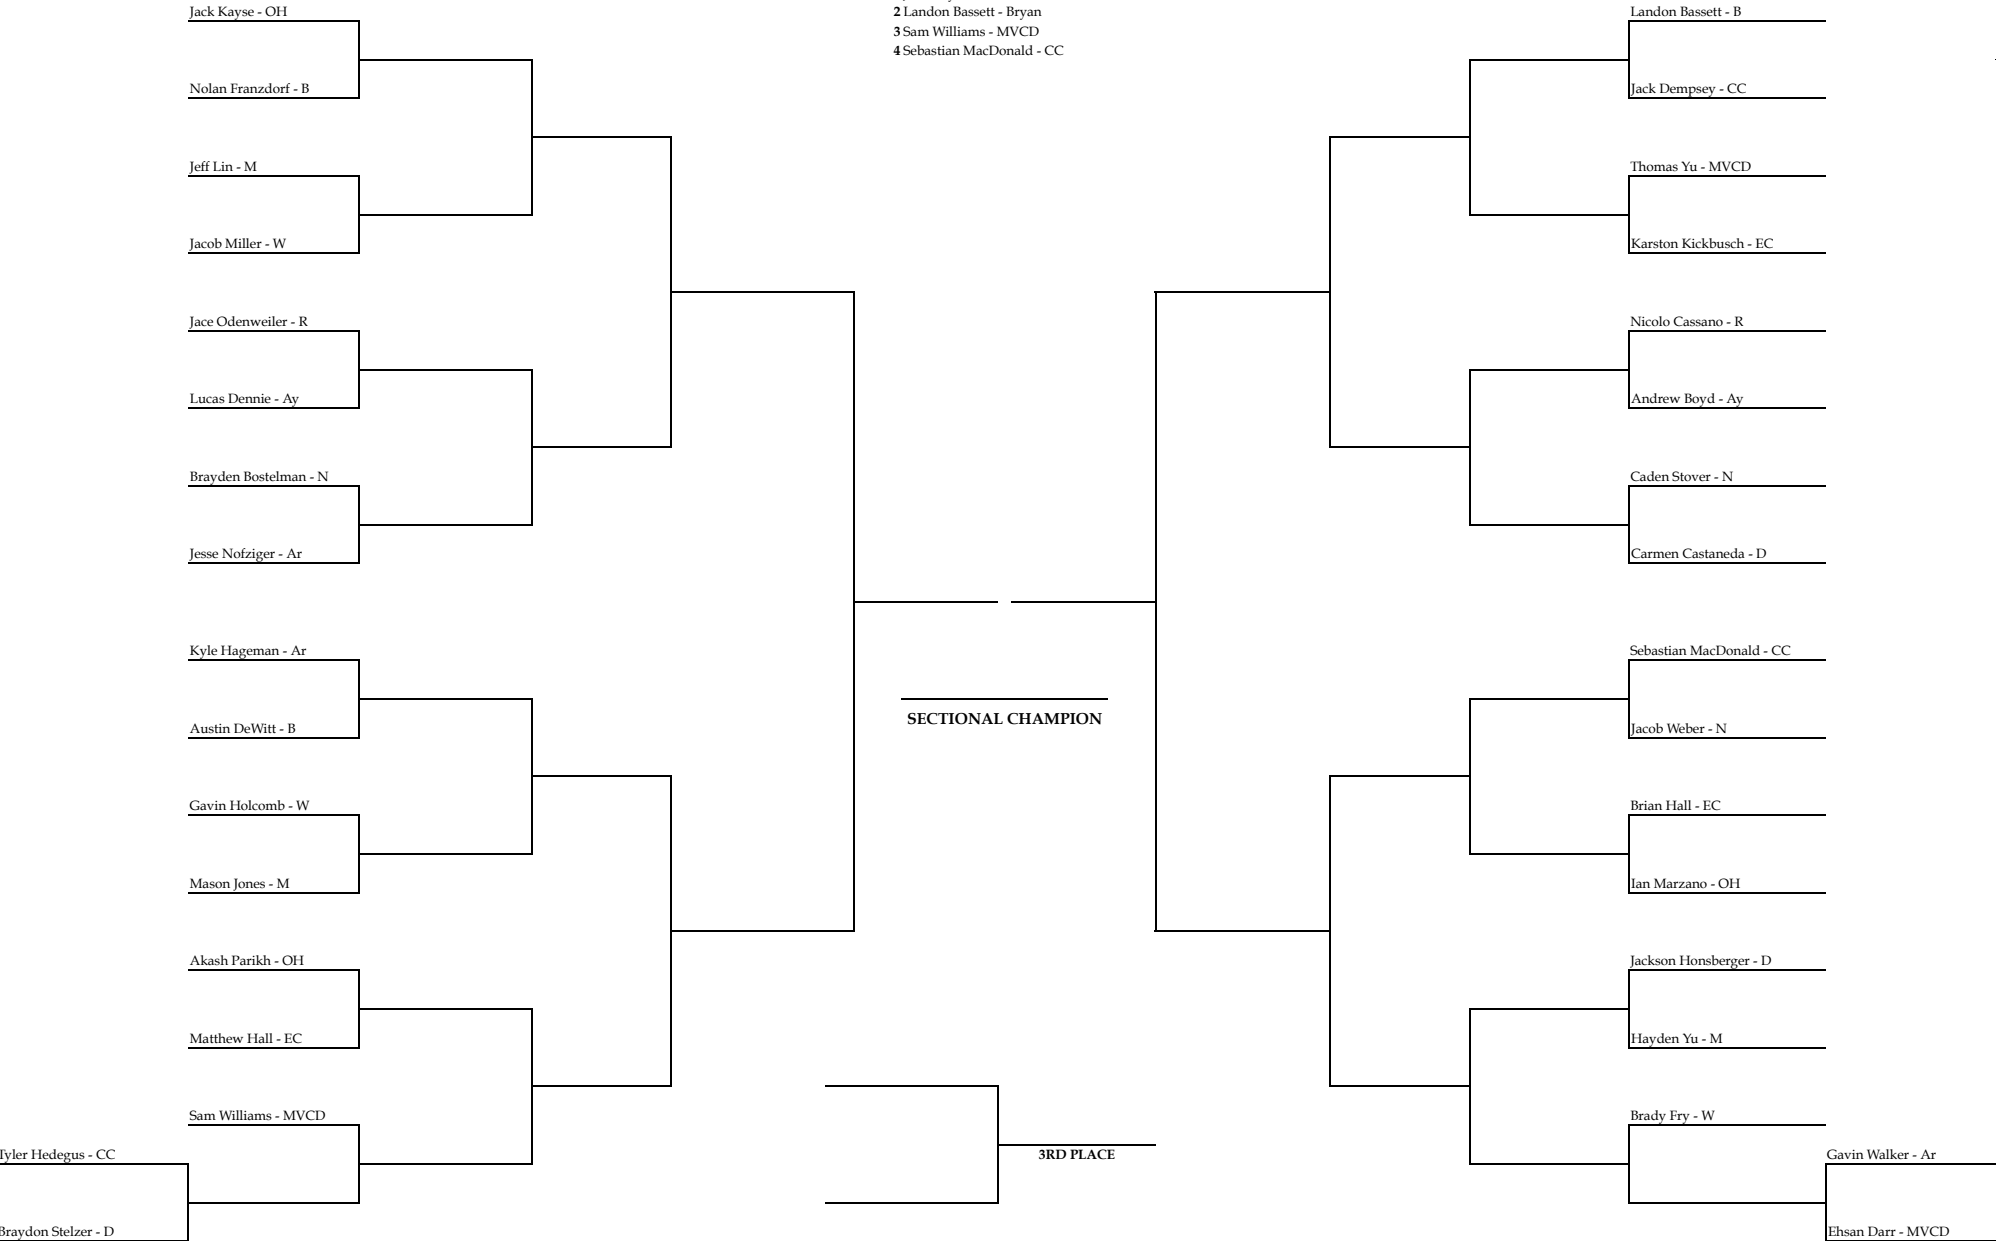 Jack Kayse - OH
Nolan Franzdorf - B
Jeff Lin - M
Jacob Miller - W
Jace Odenweiler - R
Lucas Dennie - Ay
Brayden Bostelman - N
Jesse Nofziger - Ar
Kyle Hageman - Ar
Austin DeWitt - B
Gavin Holcomb - W
Mason Jones - M
Akash Parikh - OH
Matthew Hall - EC
Sam Williams - MVCD
Tyler Hedegus - CC
Braydon Stelzer - D
2 Landon Bassett - Bryan
3 Sam Williams - MVCD
4 Sebastian MacDonald - CC
SECTIONAL CHAMPION
3RD PLACE
Landon Bassett - B
Jack Dempsey - CC
Thomas Yu - MVCD
Karston Kickbusch - EC
Nicolo Cassano - R
Andrew Boyd - Ay
Caden Stover - N
Carmen Castaneda - D
Sebastian MacDonald - CC
Jacob Weber - N
Brian Hall - EC
Ian Marzano - OH
Jackson Honsberger - D
Hayden Yu - M
Brady Fry - W
Gavin Walker - Ar
Ehsan Darr - MVCD